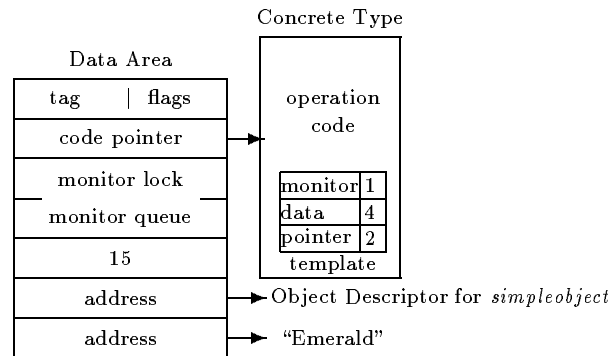 Concrete Type
Data Area
tag | flags
operation
code
code pointer
monitor lock
monitor 1
data 4
monitor queue
pointer 2
15
template
address
Object Descriptor for simpleobject
address
“Emerald”